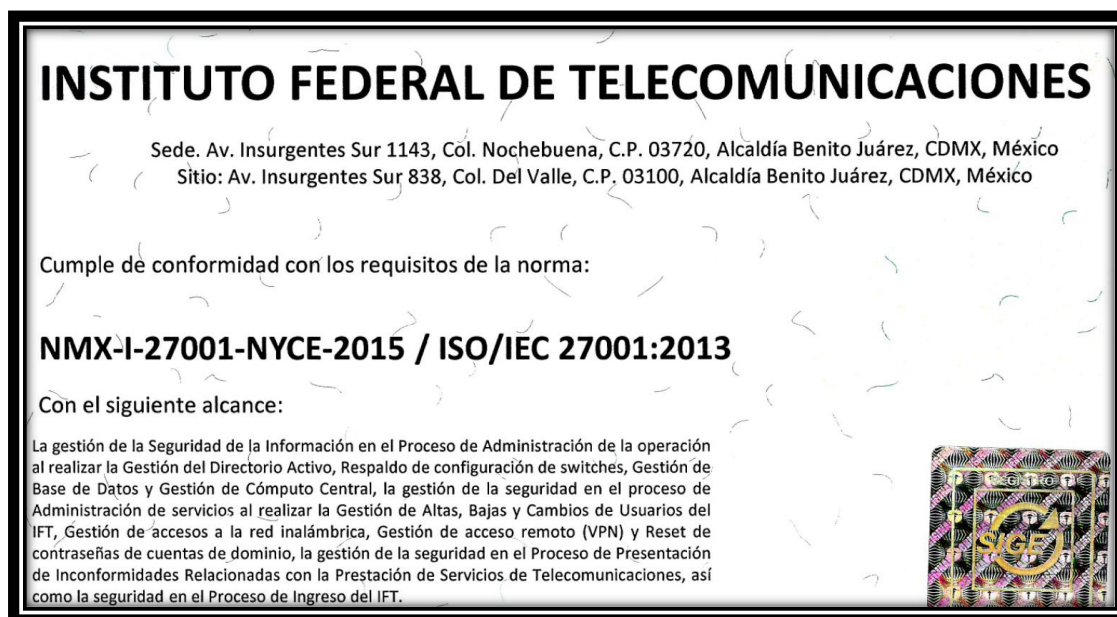 INSTITUTO FEDERAL DE TELECOMUNICACIONES
Sede. Av. Insurgentes Sur 1143, Col. Nochebuena, C.P. 03720, Alcaldía Benito Juárez, CDMX, México
Sitio: Av. Insurgentes Sur 838, Col. Del Valle, C.P. 03100, Alcaldía Benito Juárez, CDMX, México
Cumple de conformidad con los requisitos de la norma:
NMX-I-27001-NYCE-2015 / ISO/IEC 27001:2013
Con el siguiente alcance:
La gestión de la Seguridad de la Información en el Proceso de Administración de la operación
al realizar la Gestión del Directorio Activo, Respaldo de configuración de switches, Gestión de
Base de Datos y Gestión de Cómputo Central, la gestión de la seguridad en el proceso de
Administración de servicios al realizar la Gestión de Altas, Bajas y Cambios de Usuarios del
IFT, Gestión de accesos a la red inalámbrica, Gestión de acceso remoto (VPN) y Reset de
contraseñas de cuentas de dominio, la gestión de la seguridad en el Proceso de Presentación
de Inconformidades Relacionadas con la Prestación de Servicios de Telecomunicaciones, así
como la seguridad en el Proceso de Ingreso del IFT.
SIGE